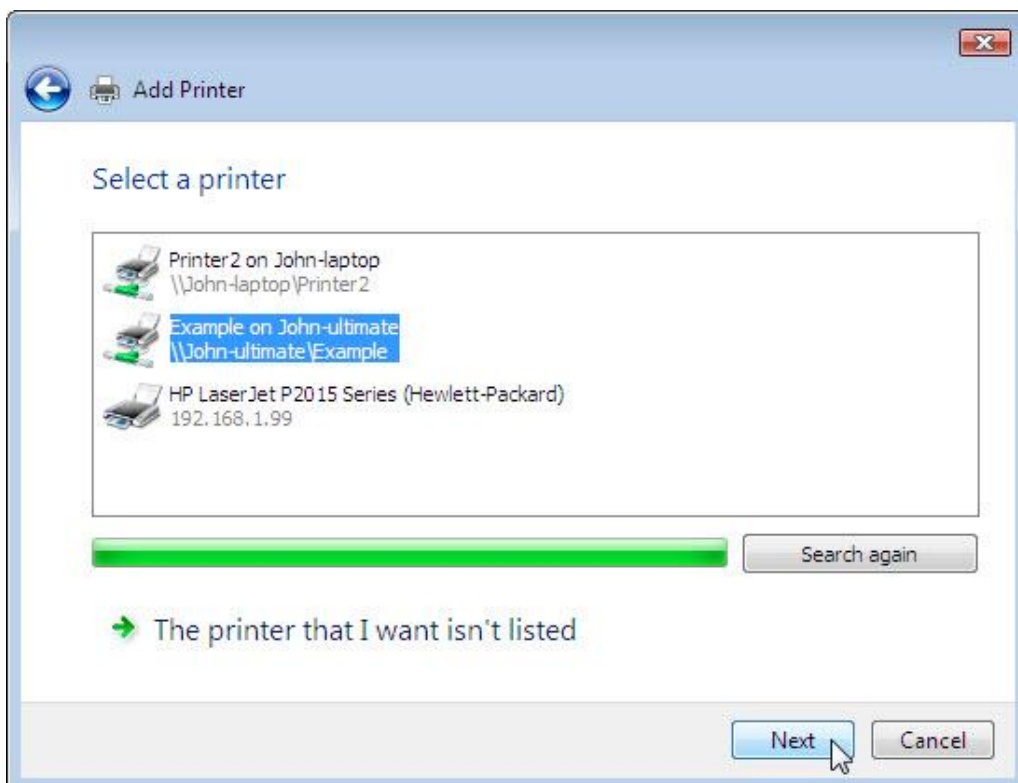 Add Printer
Select a printer
Printer2 on John-laptop
\\John-laptop\Printer2
Example on John-ultimate
\\John-ultimate\Example
HP LaserJet P2015 Series (Hewlett-Packard)
192.168.1.99
Search again
The printer that I want isn't listed
Next
Cancel